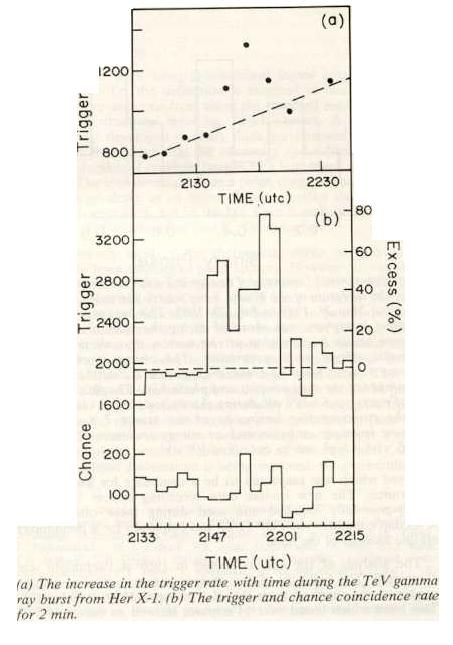 (a)
1200
Trigger
800
2130 2230
TIME (utc)
(b)
80
3200
60
Trigger
2800
40
Excess (%)
2400
20
2000
0
1600
Chance
200
100
2133 2147 2201 2215
TIME (utc)
(a) The increase in the trigger rate with time during the TeV gamma
ray burst from Her X-1. (b) The trigger and chance coincidence rate
for 2 min.